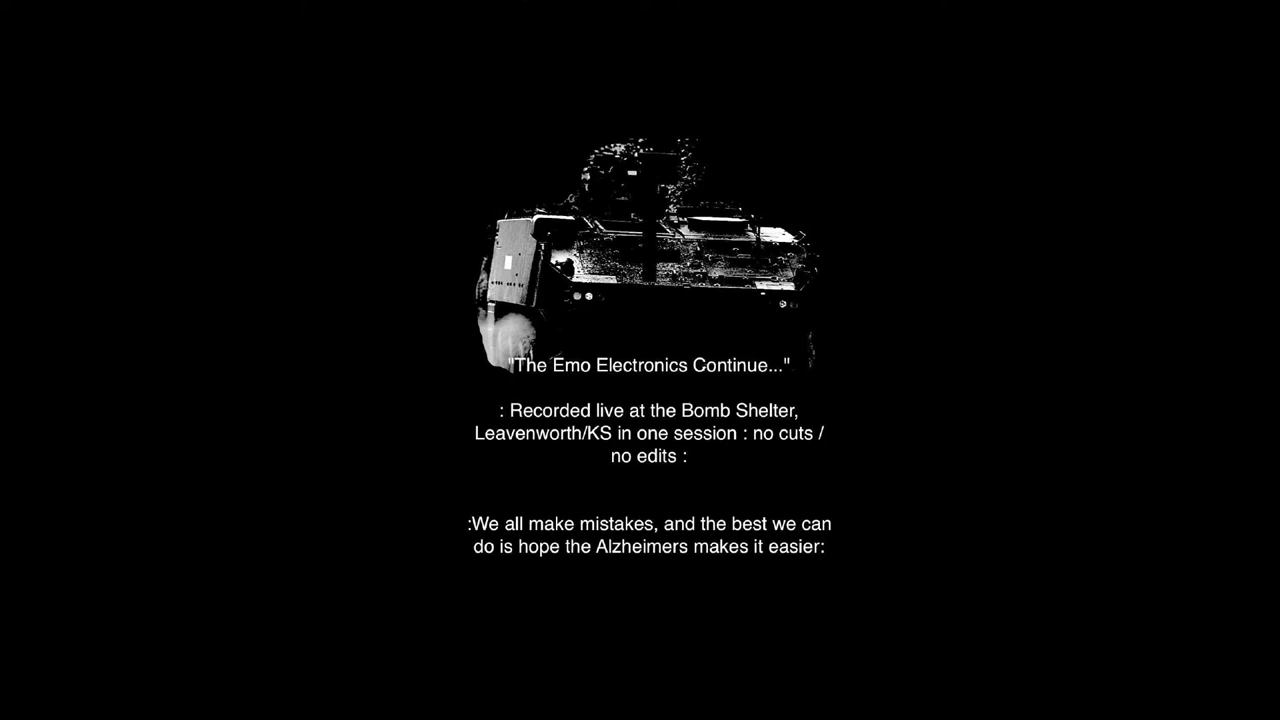 "The Emo Electronics Continue..."
: Recorded live at the Bomb Shelter,
Leavenworth/KS in one session : no cuts /
no edits :
:We all make mistakes, and the best we can
do is hope the Alzheimers makes it easier: